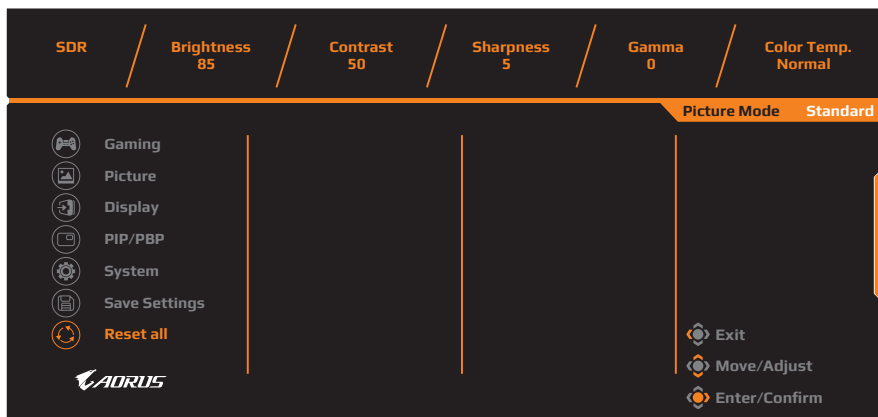 SDR Brightness Contrast Sharpness Gamma Color Temp.
85 50 5 0 Normal
Picture Mode Standard
Gaming
Picture
Display
PIP/PBP
System
Save Settings
Reset all
AORUS
Exit
Move/Adjust
Enter/Confirm